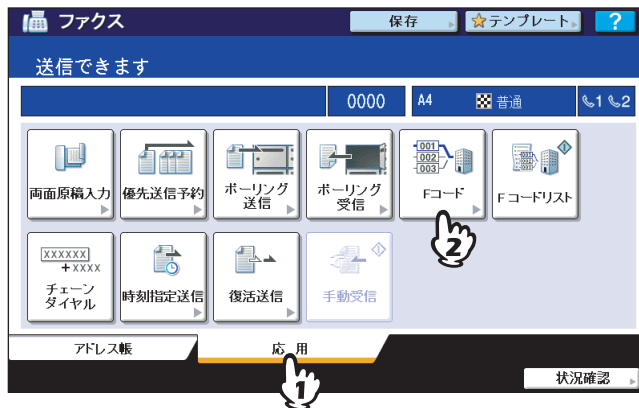 ファクス
保存
テンプレート
?
送信できます
0000
A4
普通
1
2
両面原稿入力
優先送信予約
ポーリング
送信
ポーリング
受信
001
002
003
Fコード
Fコードリスト
XXXXXX
+XXXX
チェーン
ダイヤル
時刻指定送信
復活送信
手動受信
2
アドレス帳
応用
1
状況確認